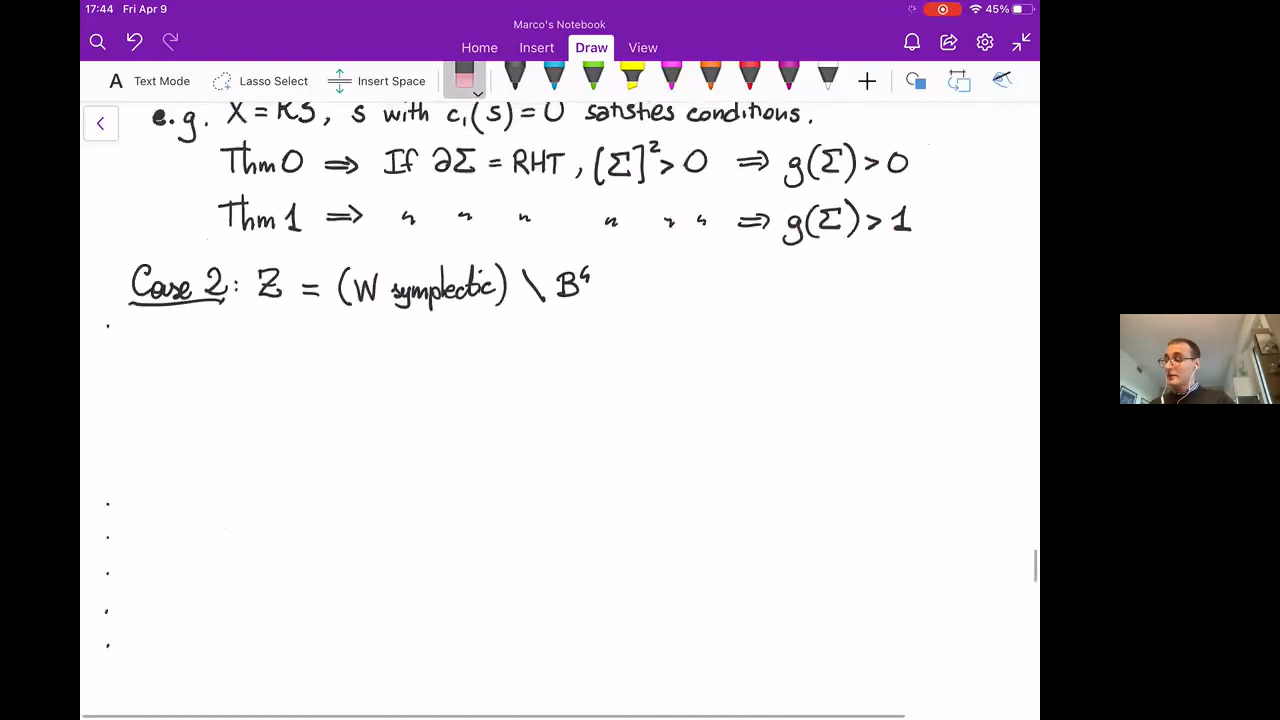 17:44 Fri Apr 9
45%
Marco's Notebook
Home Insert Draw View
A Text Mode Lasso Select Insert Space
e.g. X = K3, s with c₁(s) = 0 satisfies conditions.
Thm 0 ⇒ If ∂Σ = RHT, [Σ]² > 0 ⇒ g(Σ) > 0
Thm 1 ⇒ " " " " " " ⇒ g(Σ) > 1
Case 2: Z = (W symplectic) \ B⁴